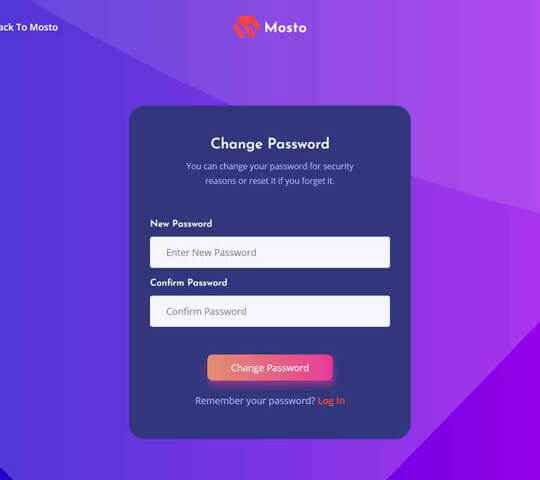 ack To Mosto
Mosto
Change Password
You can change your password for security
reasons or reset it if you forget it.
New Password
Enter New Password
Confirm Password
Confirm Password
Change Password
Remember your password? Log In